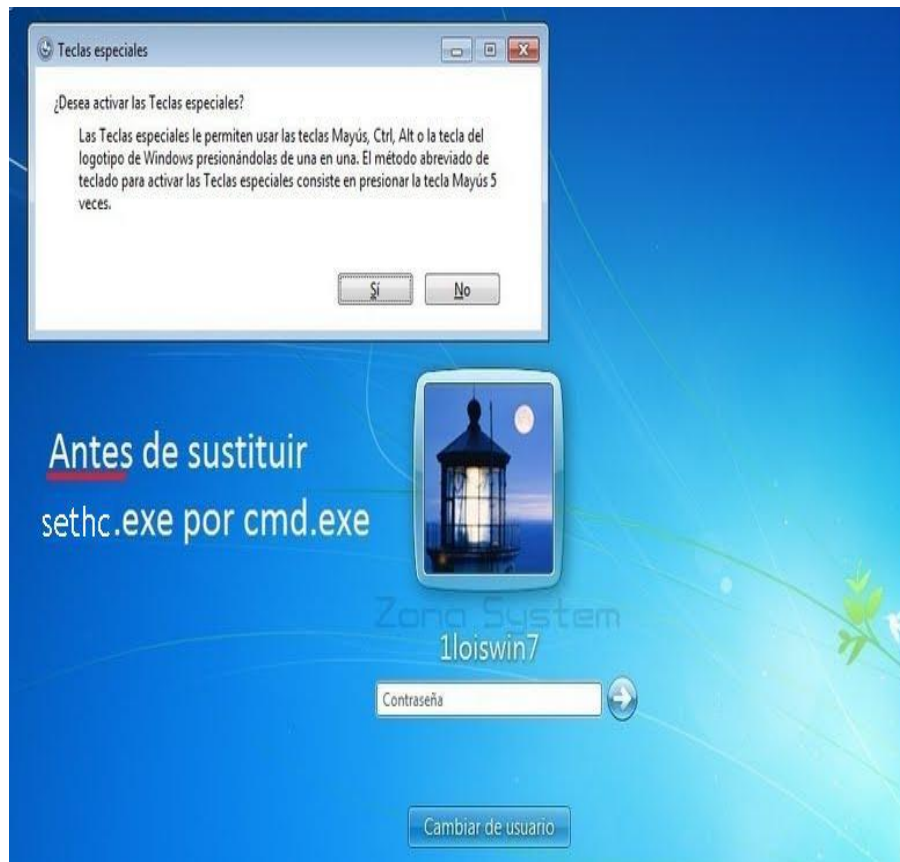 Teclas especiales
¿Desea activar las Teclas especiales?
Las Teclas especiales le permiten usar las teclas Mayús, Ctrl, Alt o la tecla del
logotipo de Windows presionándolas de una en una. El método abreviado de
teclado para activar las Teclas especiales consiste en presionar la tecla Mayús 5
veces.
Sí
No
Antes de sustituir
sethc.exe por cmd.exe
Zona System
1loiswin7
Contraseña
Cambiar de usuario